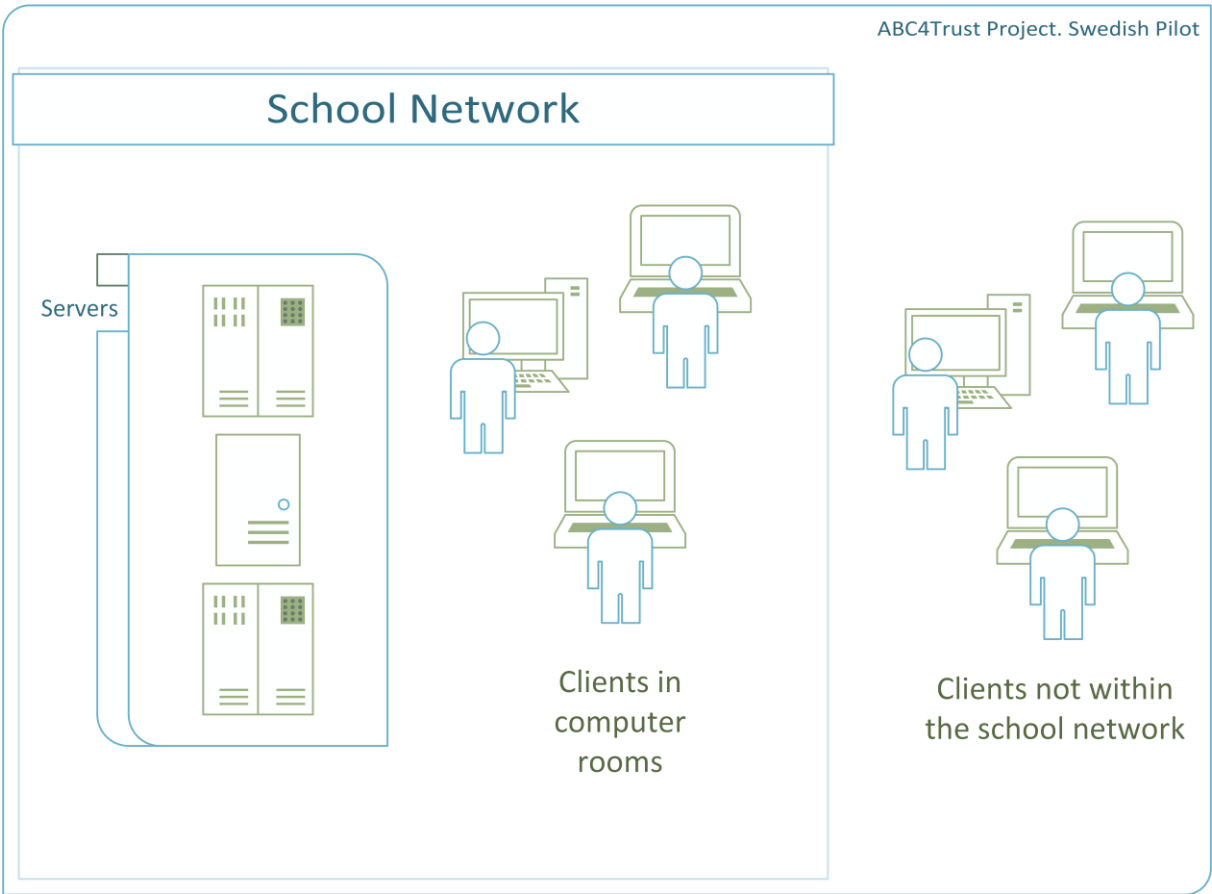 ABC4Trust Project. Swedish Pilot
School Network
Servers
Clients in
computer
rooms
Clients not within
the school network